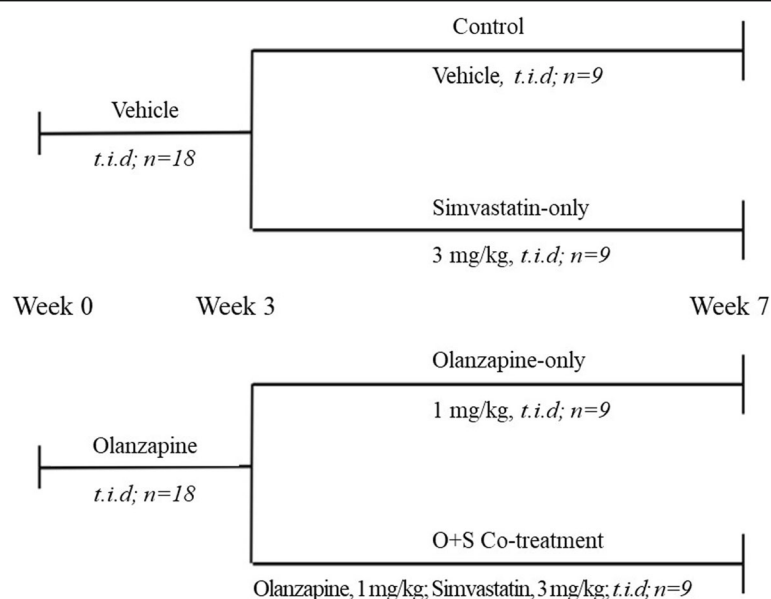 Control
Vehicle, t.i.d; n=9
Vehicle
t.i.d; n=18
Simvastatin-only
3 mg/kg, t.i.d; n=9
Week 0 Week 3 Week 7
Olanzapine-only
1 mg/kg, t.i.d; n=9
Olanzapine
t.i.d; n=18
O+S Co-treatment
Olanzapine, 1 mg/kg; Simvastatin, 3 mg/kg; t.i.d; n=9